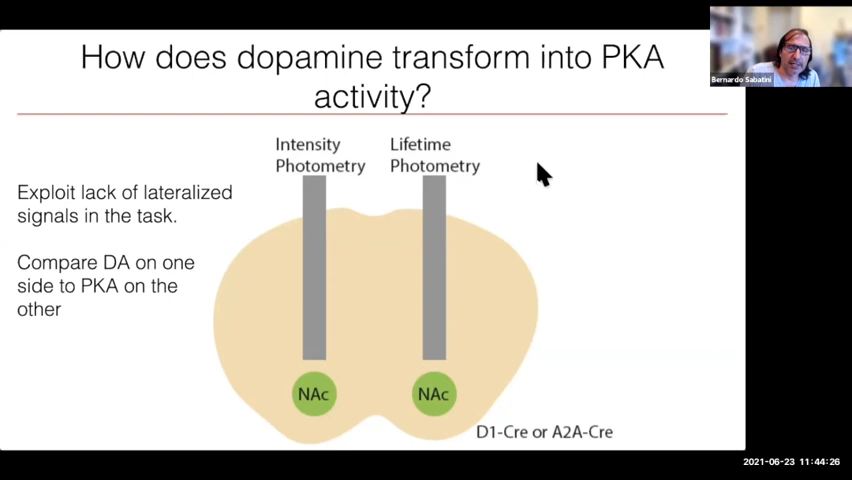 How does dopamine transform into PKA
activity?
Bernardo Sabatini
Intensity
Photometry
Lifetime
Photometry
Exploit lack of lateralized
signals in the task.
Compare DA on one
side to PKA on the
other
NAc
NAc
D1-Cre or A2A-Cre
2021-06-23 11:44:26